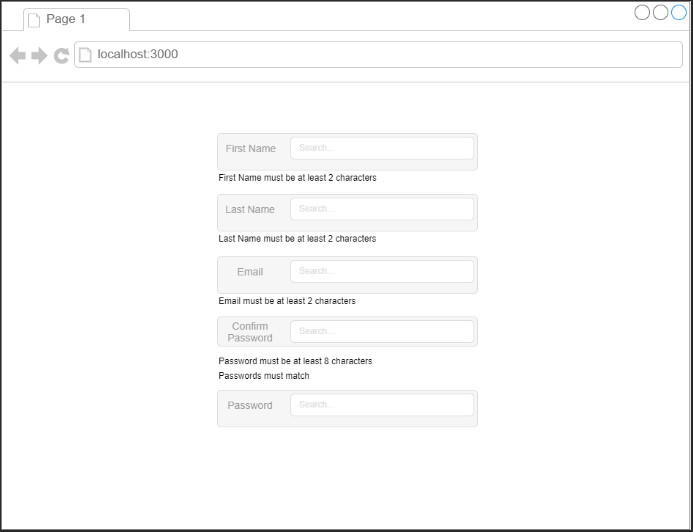 Page 1
localhost:3000
First Name
Search...
First Name must be at least 2 characters
Last Name
Search...
Last Name must be at least 2 characters
Email
Search...
Email must be at least 2 characters
Confirm
Password
Search...
Password must be at least 8 characters
Passwords must match
Password
Search...